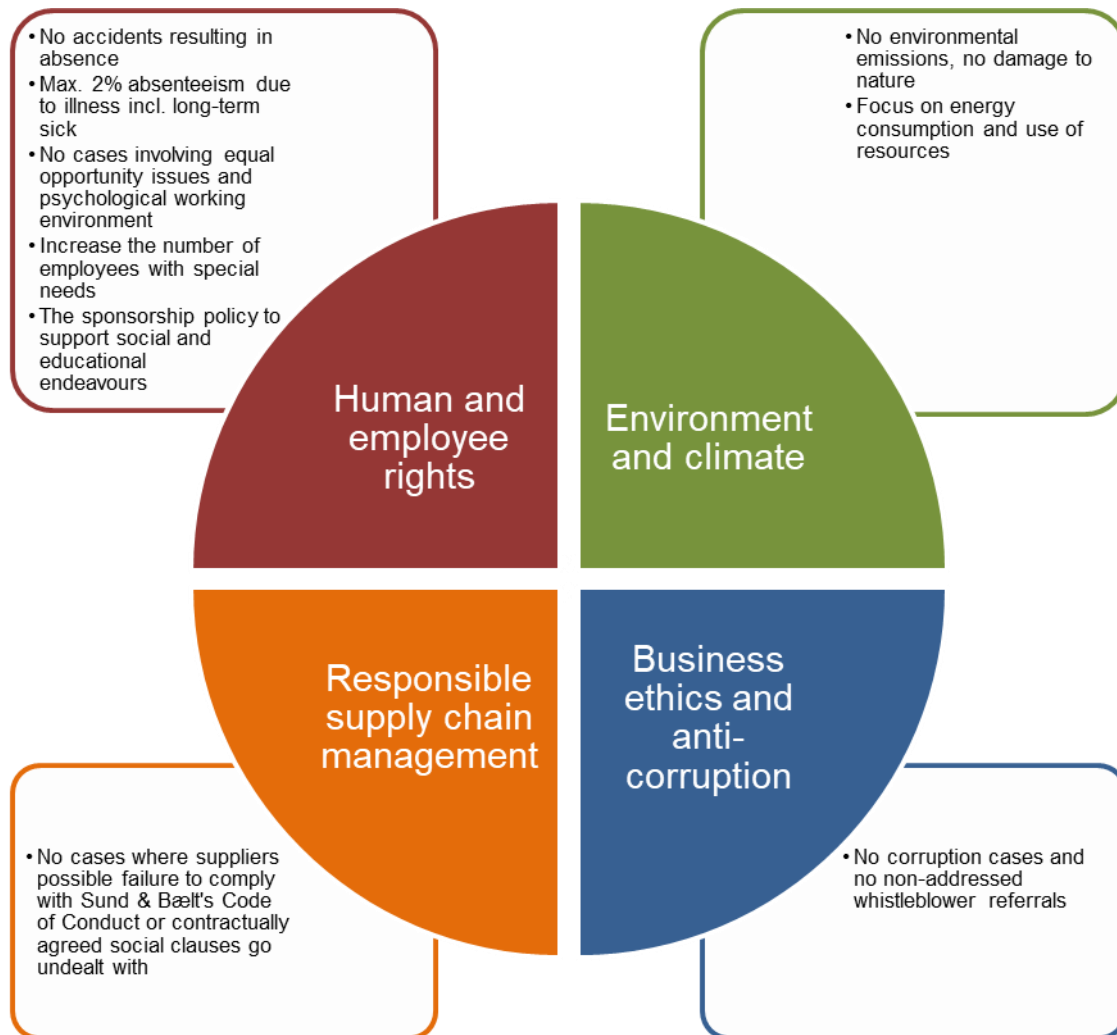 • No accidents resulting in
absence
• Max. 2% absenteeism due
to illness incl. long-term
sick
• No cases involving equal
opportunity issues and
psychological working
environment
• Increase the number of
employees with special
needs
• The sponsorship policy to
support social and
educational
endeavours
• No environmental
emissions, no damage to
nature
• Focus on energy
consumption and use of
resources
Human and
employee
rights
Environment
and climate
Responsible
supply chain
management
Business
ethics and
anti-
corruption
• No cases where suppliers
possible failure to comply
with Sund & Bælt's Code
of Conduct or contractually
agreed social clauses go
undealt with
• No corruption cases and
no non-addressed
whistleblower referrals